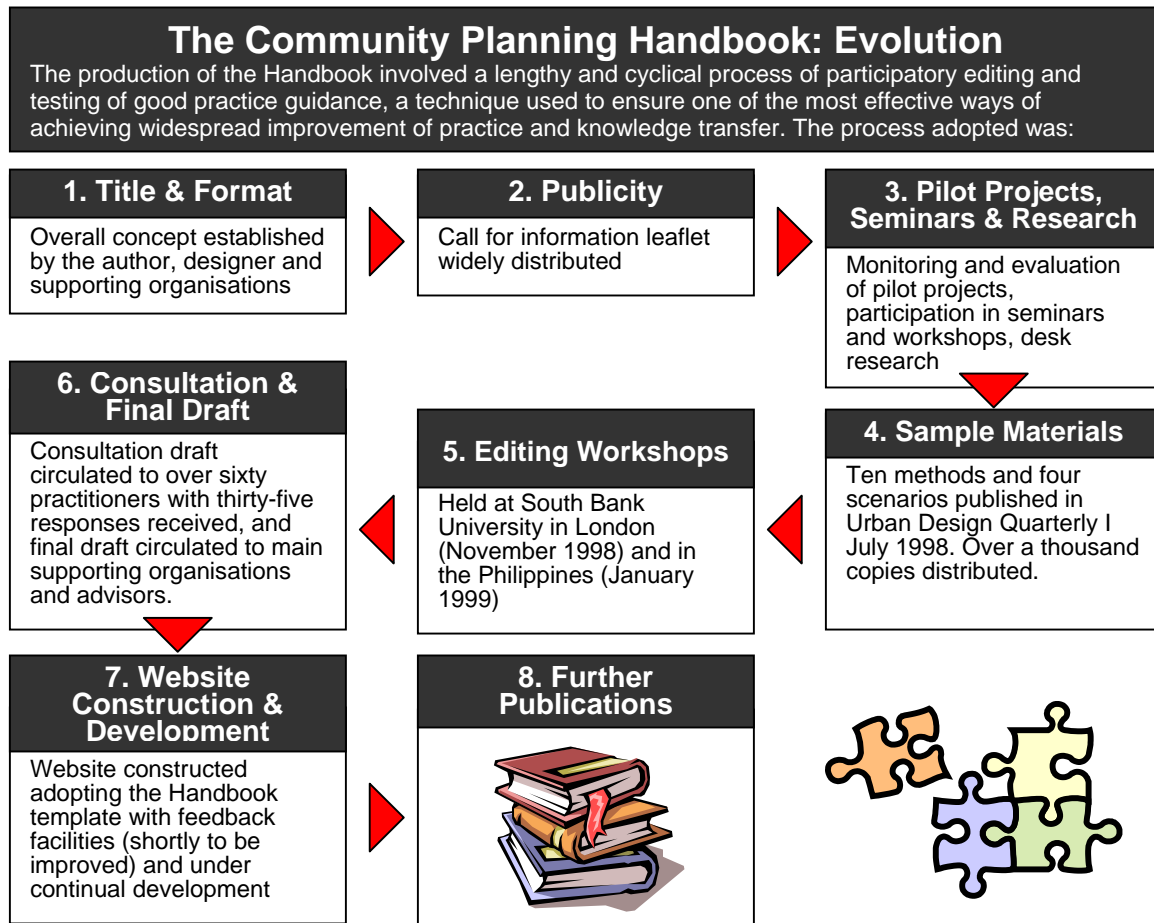 The Community Planning Handbook: Evolution
The production of the Handbook involved a lengthy and cyclical process of participatory editing and
testing of good practice guidance, a technique used to ensure one of the most effective ways of
achieving widespread improvement of practice and knowledge transfer. The process adopted was:
1. Title & Format
Overall concept established
by the author, designer and
supporting organisations
2. Publicity
Call for information leaflet
widely distributed
3. Pilot Projects,
Seminars & Research
Monitoring and evaluation
of pilot projects,
participation in seminars
and workshops, desk
research
4. Sample Materials
Ten methods and four
scenarios published in
Urban Design Quarterly I
July 1998. Over a thousand
copies distributed.
5. Editing Workshops
Held at South Bank
University in London
(November 1998) and in
the Philippines (January
1999)
6. Consultation &
Final Draft
Consultation draft
circulated to over sixty
practitioners with thirty-five
responses received, and
final draft circulated to main
supporting organisations
and advisors.
7. Website
Construction &
Development
Website constructed
adopting the Handbook
template with feedback
facilities (shortly to be
improved) and under
continual development
8. Further
Publications